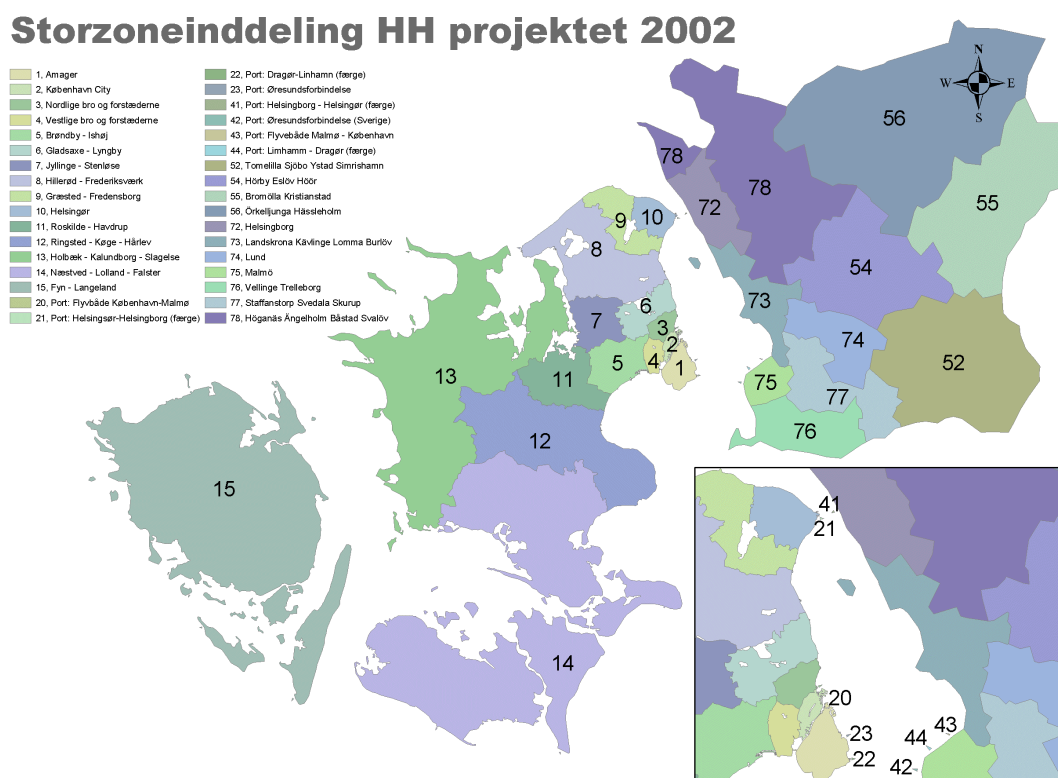 Storzoneinddeling HH projektet 2002
1, Amager
2, København City
3, Nordlige bro og forstæderne
4, Vestlige bro og forstæderne
5, Brøndby - Ishøj
6, Gladsaxe - Lyngby
7, Jyllinge - Stenløse
8, Hillerød - Frederiksværk
9, Græsted - Fredensborg
10, Helsingør
11, Roskilde - Havdrup
12, Ringsted - Køge - Hårlev
13, Holbæk - Kalundborg - Slagelse
14, Næstved - Lolland - Falster
15, Fyn - Langeland
20, Port: Flybåde København-Malmø
21, Port: Helsingsør-Helsingborg (færge)
22, Port: Dragør-Linhamn (færge)
23, Port: Øresundsforbindelse
41, Port: Helsingborg - Helsingør (færge)
42, Port: Øresundsforbindelse (Sverige)
43, Port: Flyvebåde Malmø - København
44, Port: Limhamm - Dragør (færge)
52, Tomelilla Sjöbo Ystad Simrishamn
54, Hörby Eslöv Höör
55, Bromölla Kristianstad
56, Örkelljunga Hässleholm
72, Helsingborg
73, Landskrona Kävlinge Lomma Burlöv
74, Lund
75, Malmö
76, Vellinge Trelleborg
77, Staffanstorp Svedala Skurup
78, Höganäs Ängelholm Båstad Svalöv
N
W E
S
56
78
78
55
72
9
10
8
54
73
6
7
3
74
2
4
5
1
52
13
11
75
77
76
12
15
14
41
21
20
43
23
44
22
42